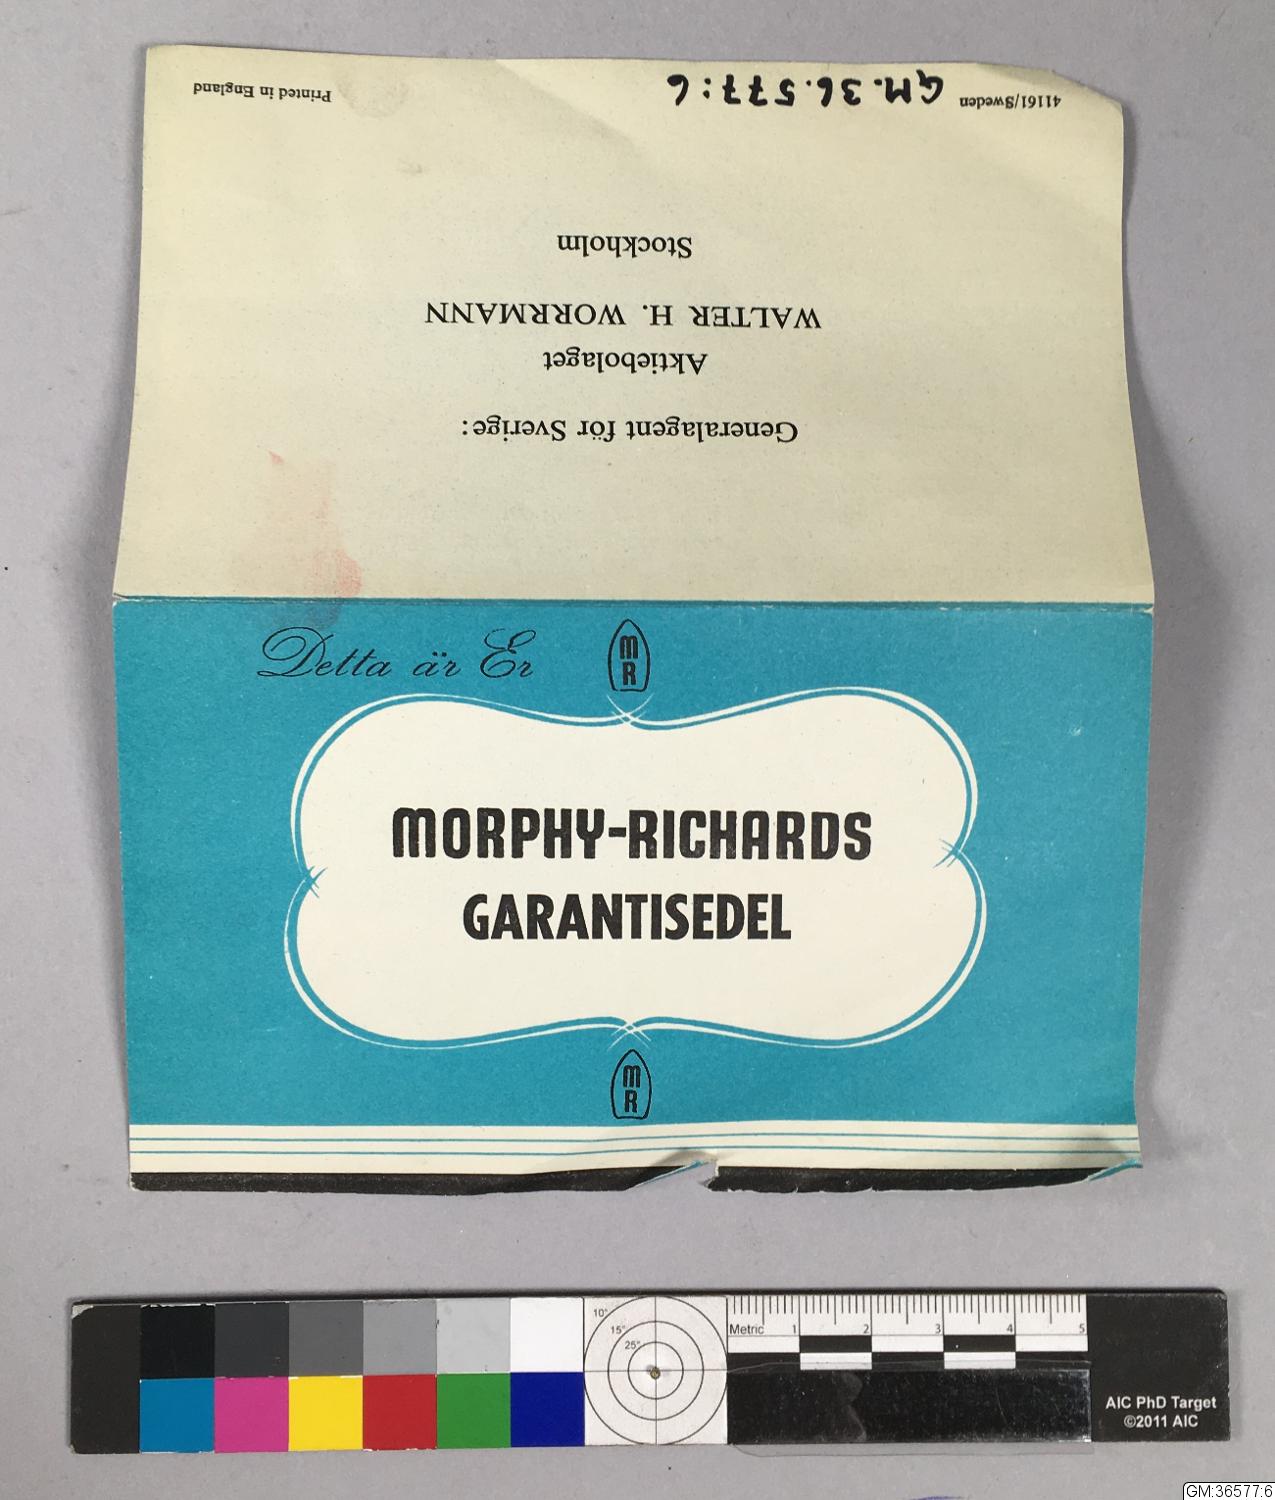 41161/Sweden
GM.36.577:6
Printed in England
Stockholm
WALTER H. WORRMANN
Aktiebolaget
Generalagent för Sverige:
Detta är Er
MR
MORPHY-RICHARDS
GARANTISEDEL
MR
10°
15°
25°
Metric 1 2 3 4 5
AIC PhD Target
©2011 AIC
GM:36577:6